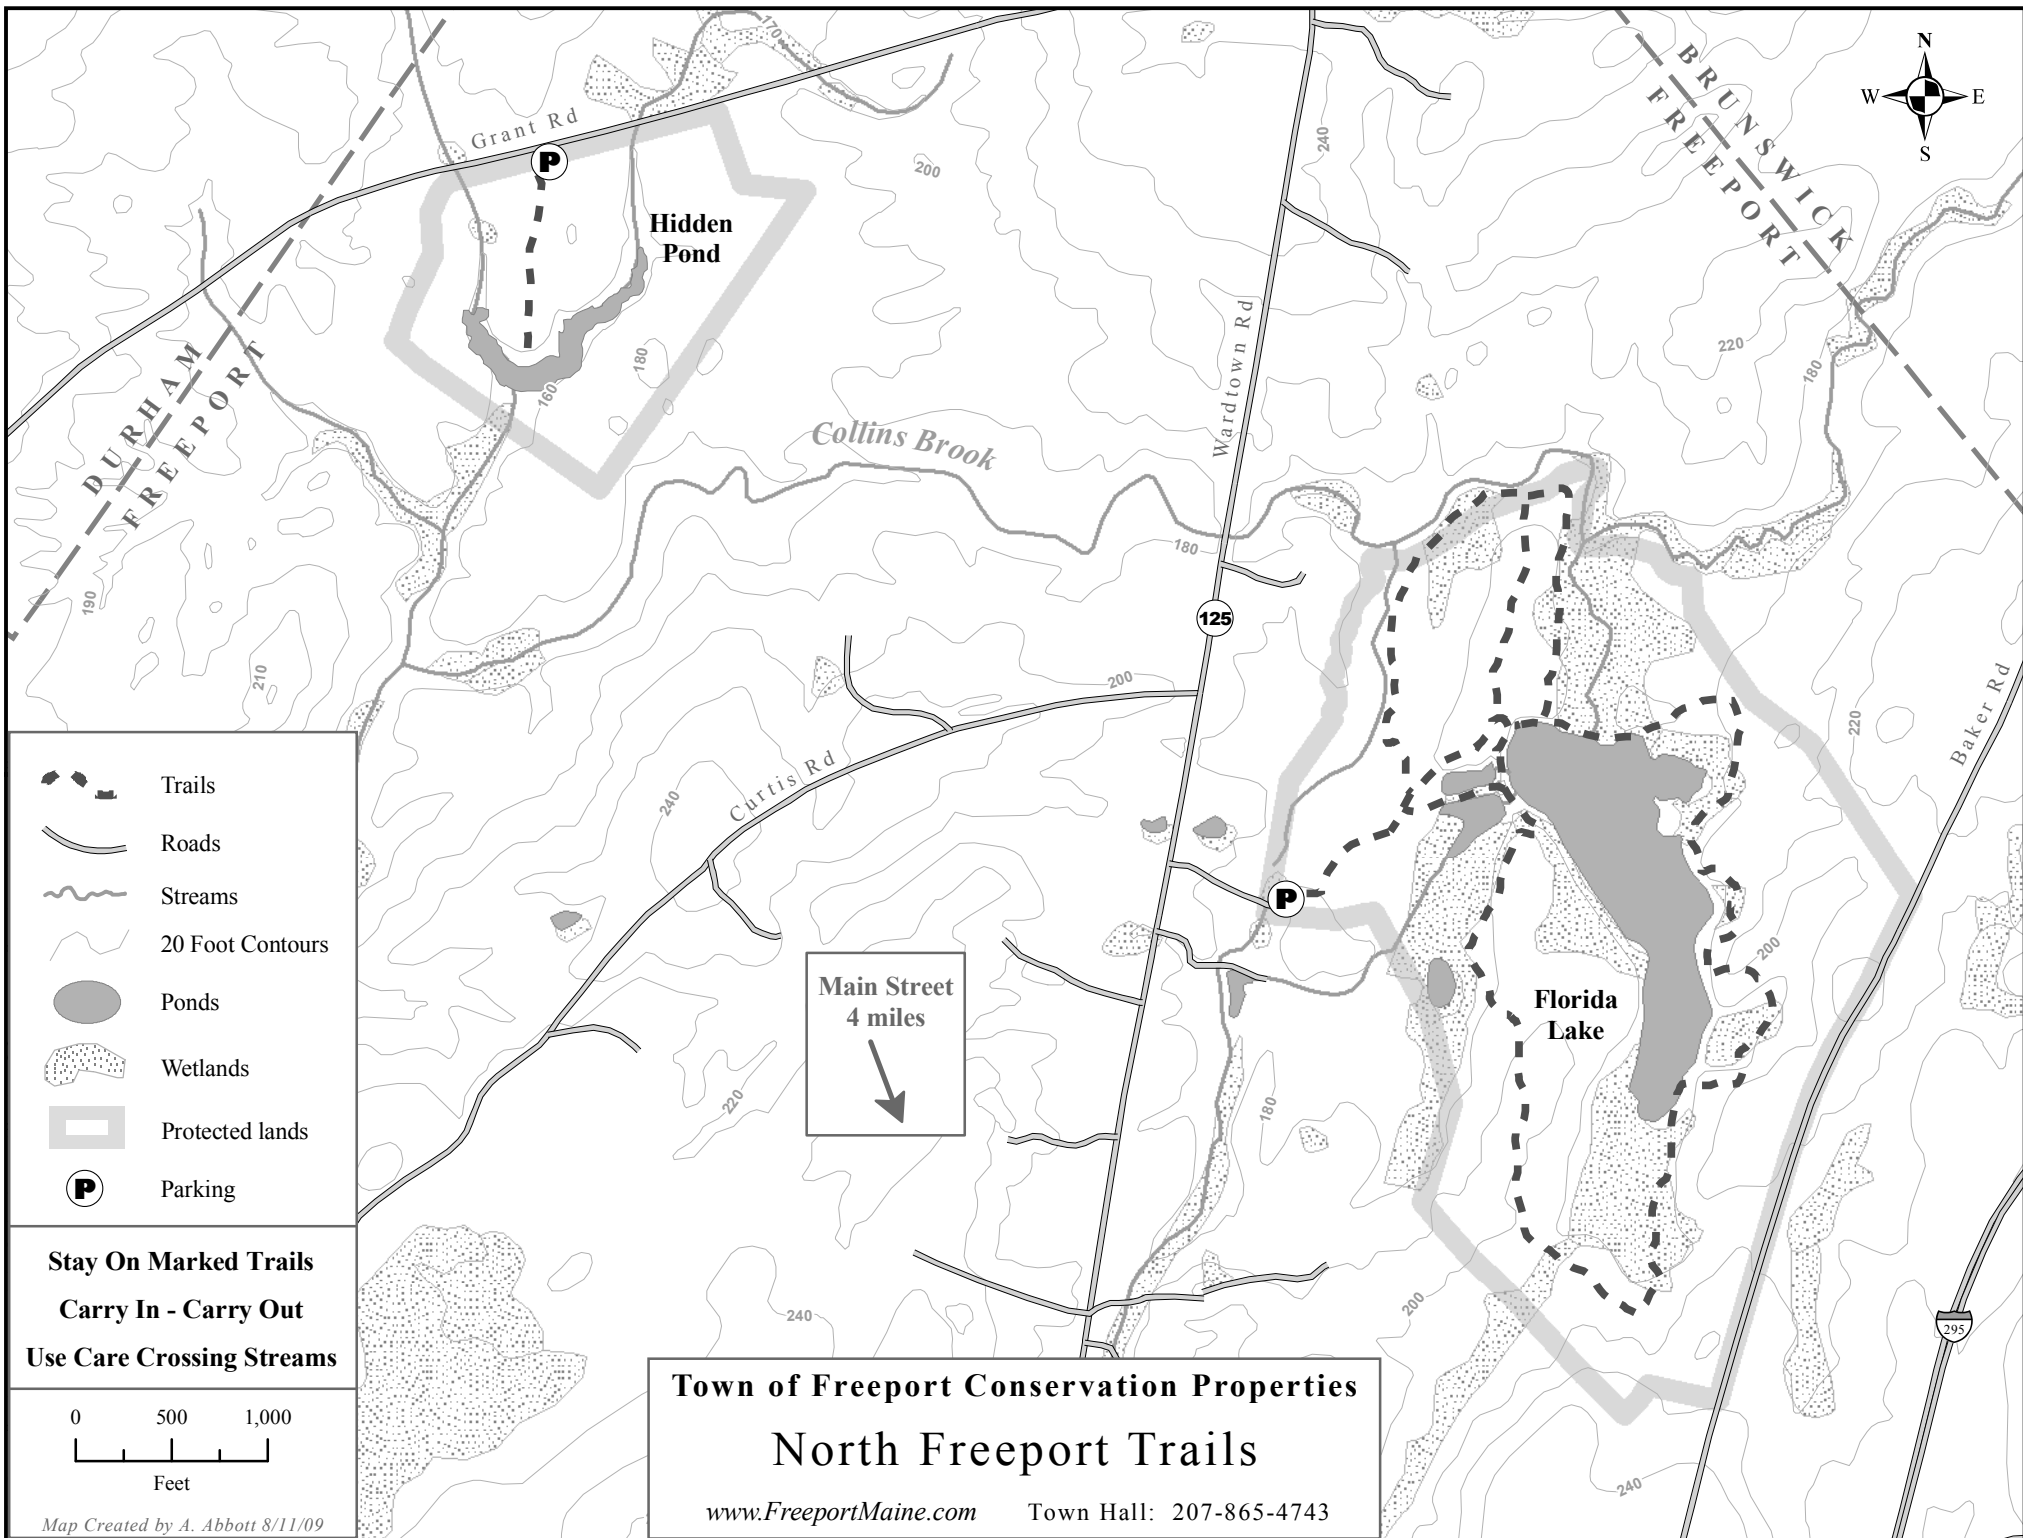 170
Grant Rd
P
Hidden
Pond
200
240
BRUNSWICK
FREEPORT
N
W
E
S
180
160
DURHAM
FREEPORT
Collins Brook
Wardtown Rd
220
180
180
190
210
125
200
220
Baker Rd
240
Curtis Rd
P
200
Florida
Lake
Main Street
4 miles
220
180
240
200
295
240
Trails
Roads
Streams
20 Foot Contours
Ponds
Wetlands
Protected lands
P
Parking
Stay On Marked Trails
Carry In - Carry Out
Use Care Crossing Streams
0 500 1,000
Feet
Map Created by A. Abbott 8/11/09
Town of Freeport Conservation Properties
North Freeport Trails
www.FreeportMaine.com Town Hall: 207-865-4743